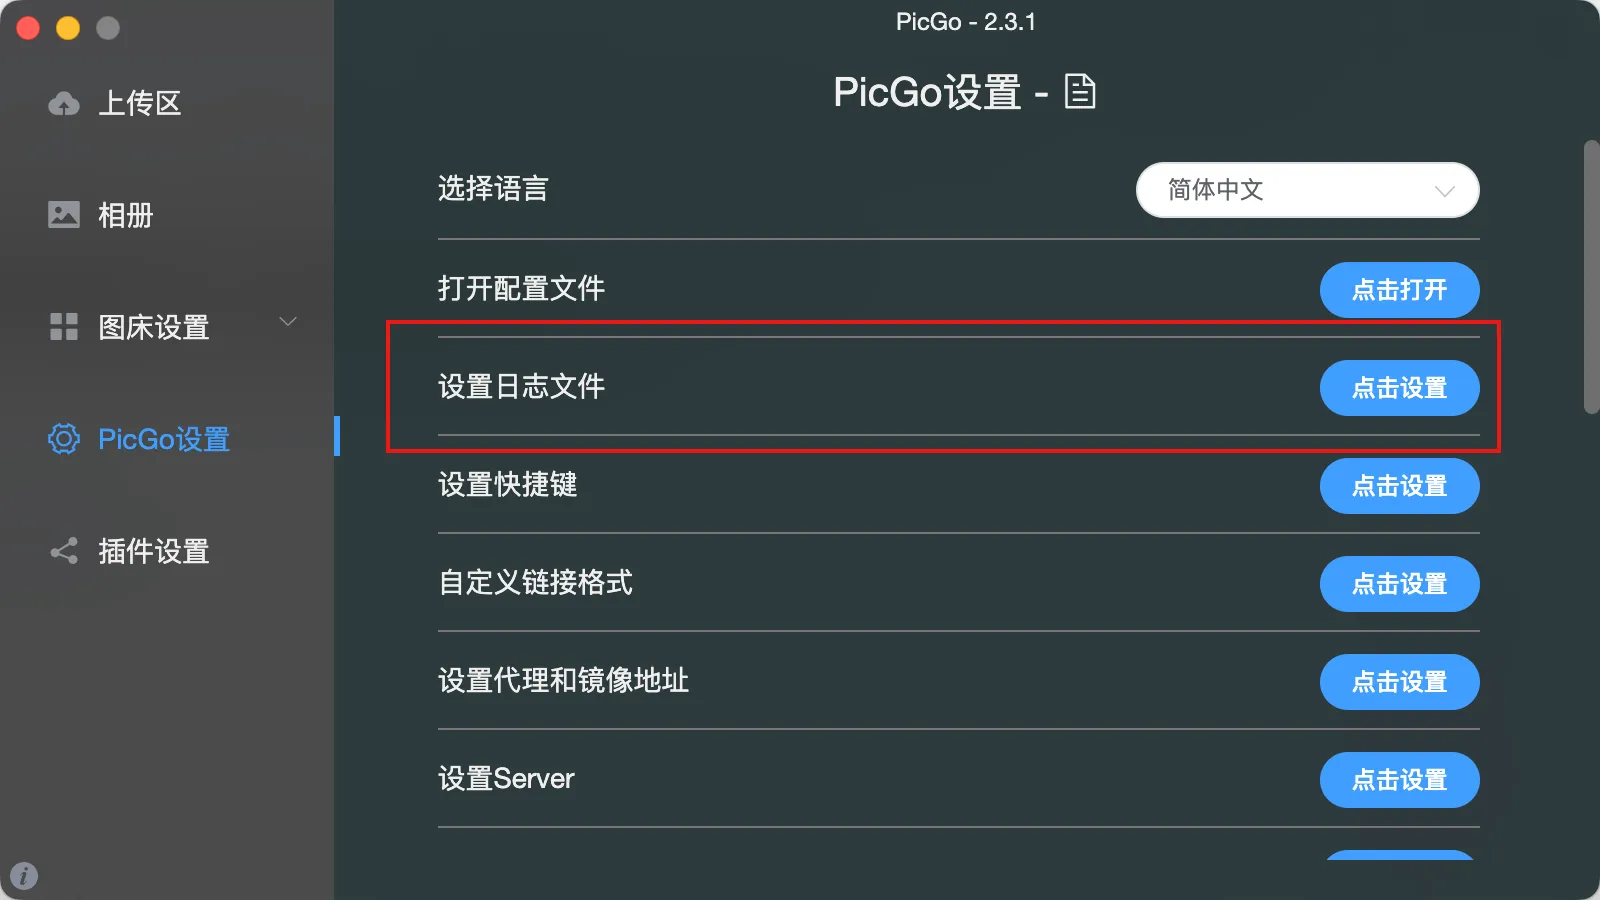 PicGo - 2.3.1
PicGo设置 -
上传区
相册
图床设置
PicGo设置
插件设置
选择语言 简体中文
打开配置文件 点击打开
设置日志文件 点击设置
设置快捷键 点击设置
自定义链接格式 点击设置
设置代理和镜像地址 点击设置
设置Server 点击设置